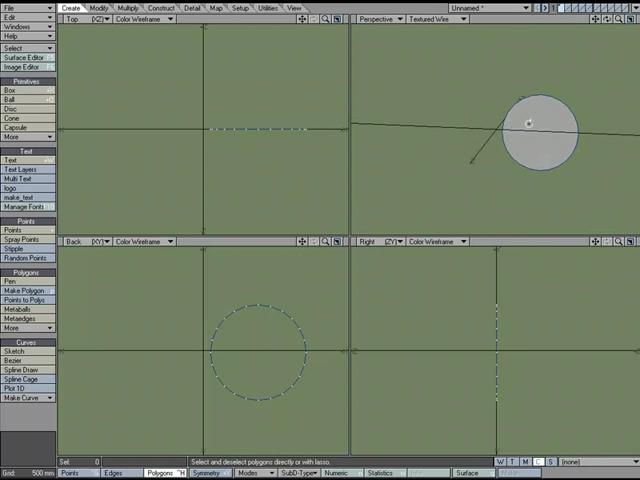 File Create Modify Multiply Construct Detail Map Setup Utilities View Unnamed *
Edit Top (XZ) Color Wireframe Perspective Textured Wire
Windows
Help
Select
Surface Editor F5
Image Editor F6
Primitives
Box
Ball
Disc
Cone
Capsule
More
Text
Text
Text Layers
Multi Text
logo
make_text
Manage Fonts F10
Points
Points
Spray Points
Stipple
Random Points
Back (XY) Color Wireframe Right (ZY) Color Wireframe
Polygons
Pen
Make Polygon
Points to Polys
Metaballs
Metaedges
More
Curves
Sketch
Bezier
Spline Draw
Spline Cage
Plot 1D
Make Curve
Sel: 0 Select and deselect polygons directly or with lasso. W T M C S (none)
Grid: 500 mm Points Edges Polygons ^H Symmetry Modes SubD-Type Numeric Statistics Surface